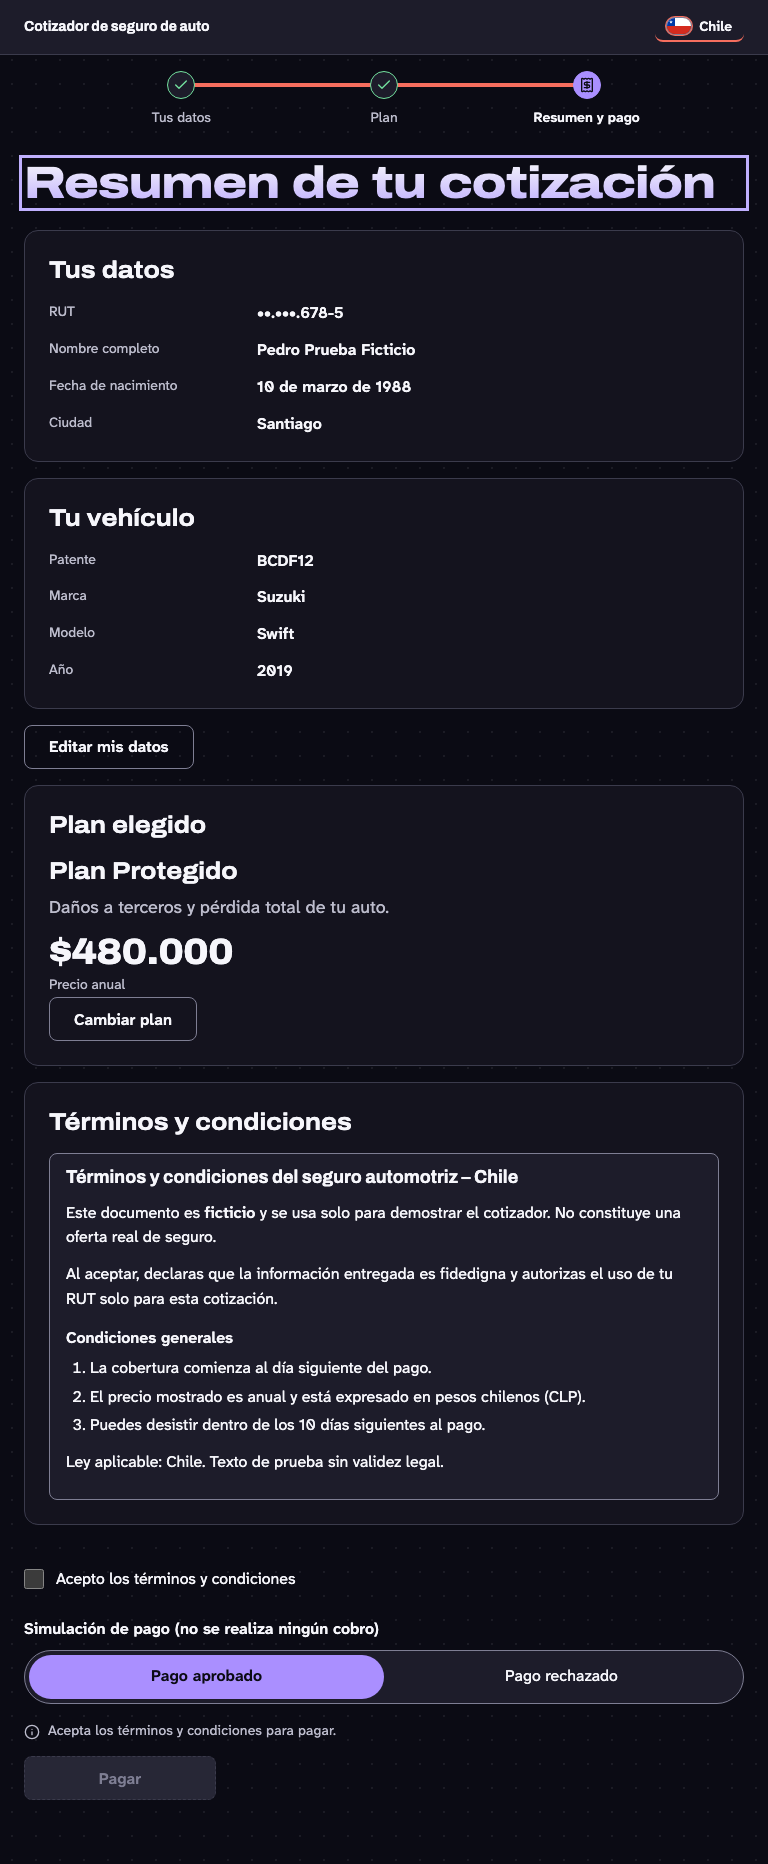 Cotizador de seguro de auto
Chile
Tus datos
Plan
Resumen y pago
Resumen de tu cotización
Tus datos
RUT
••.•••.678-5
Nombre completo
Pedro Prueba Ficticio
Fecha de nacimiento
10 de marzo de 1988
Ciudad
Santiago
Tu vehículo
Patente
BCDF12
Marca
Suzuki
Modelo
Swift
Año
2019
Editar mis datos
Plan elegido
Plan Protegido
Daños a terceros y pérdida total de tu auto.
$480.000
Precio anual
Cambiar plan
Términos y condiciones
Términos y condiciones del seguro automotriz – Chile
Este documento es ficticio y se usa solo para demostrar el cotizador. No constituye una
oferta real de seguro.
Al aceptar, declaras que la información entregada es fidedigna y autorizas el uso de tu
RUT solo para esta cotización.
Condiciones generales
1. La cobertura comienza al día siguiente del pago.
2. El precio mostrado es anual y está expresado en pesos chilenos (CLP).
3. Puedes desistir dentro de los 10 días siguientes al pago.
Ley aplicable: Chile. Texto de prueba sin validez legal.
Acepto los términos y condiciones
Simulación de pago (no se realiza ningún cobro)
Pago aprobado
Pago rechazado
Acepta los términos y condiciones para pagar.
Pagar